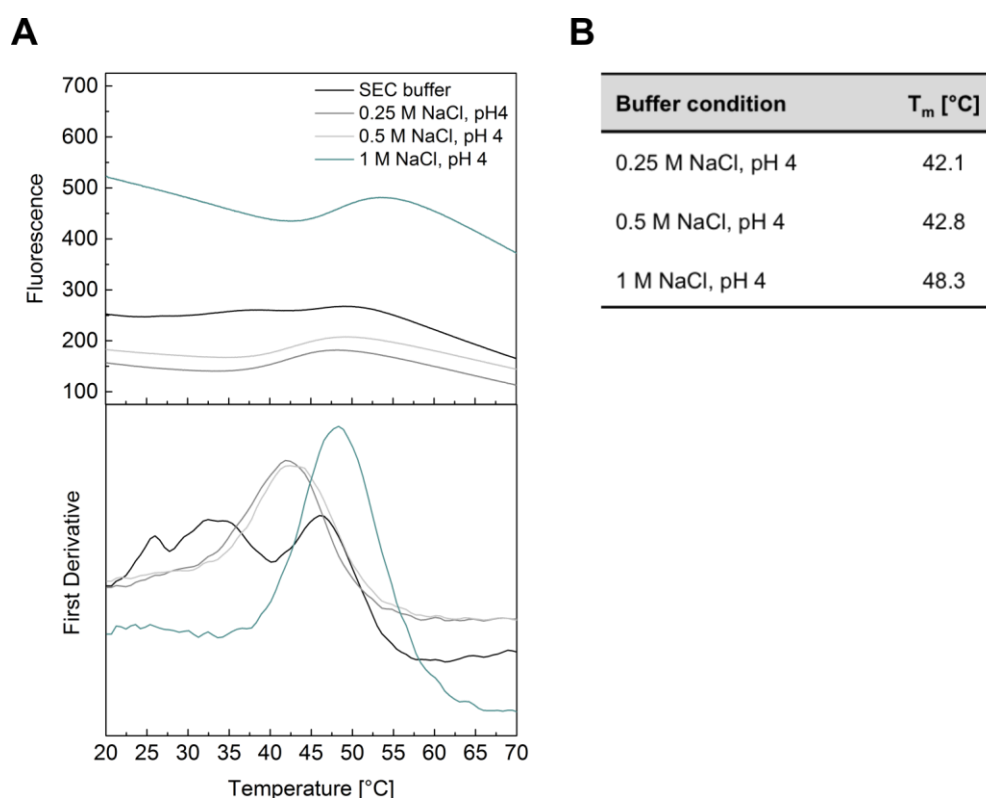 A
700
600
500
400
300
200
100
Fluorescence
SEC buffer
0.25 M NaCl, pH4
0.5 M NaCl, pH 4
1 M NaCl, pH 4
First Derivative
20 25 30 35 40 45 50 55 60 65 70
Temperature [°C]
B
Buffer condition Tm [°C]
0.25 M NaCl, pH 4 42.1
0.5 M NaCl, pH 4 42.8
1 M NaCl, pH 4 48.3